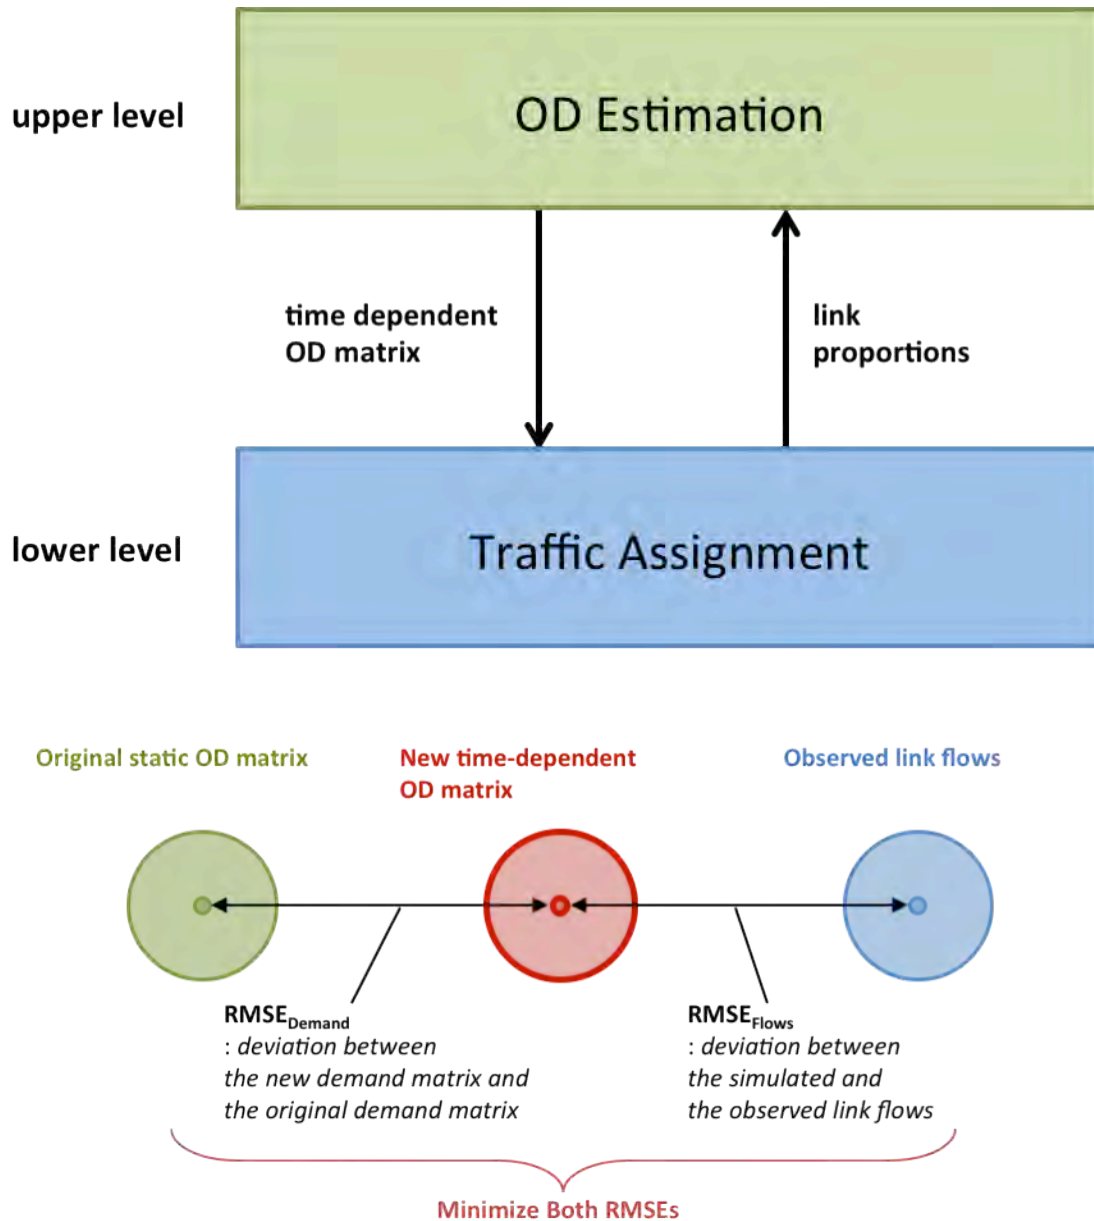 OD Estimation
upper level
time dependent
OD matrix
link
proportions
Traffic Assignment
lower level
Original static OD matrix
New time-dependent
OD matrix
Observed link flows
RMSEDemand
: deviation between
the new demand matrix and
the original demand matrix
RMSEFlows
: deviation between
the simulated and
the observed link flows
Minimize Both RMSEs